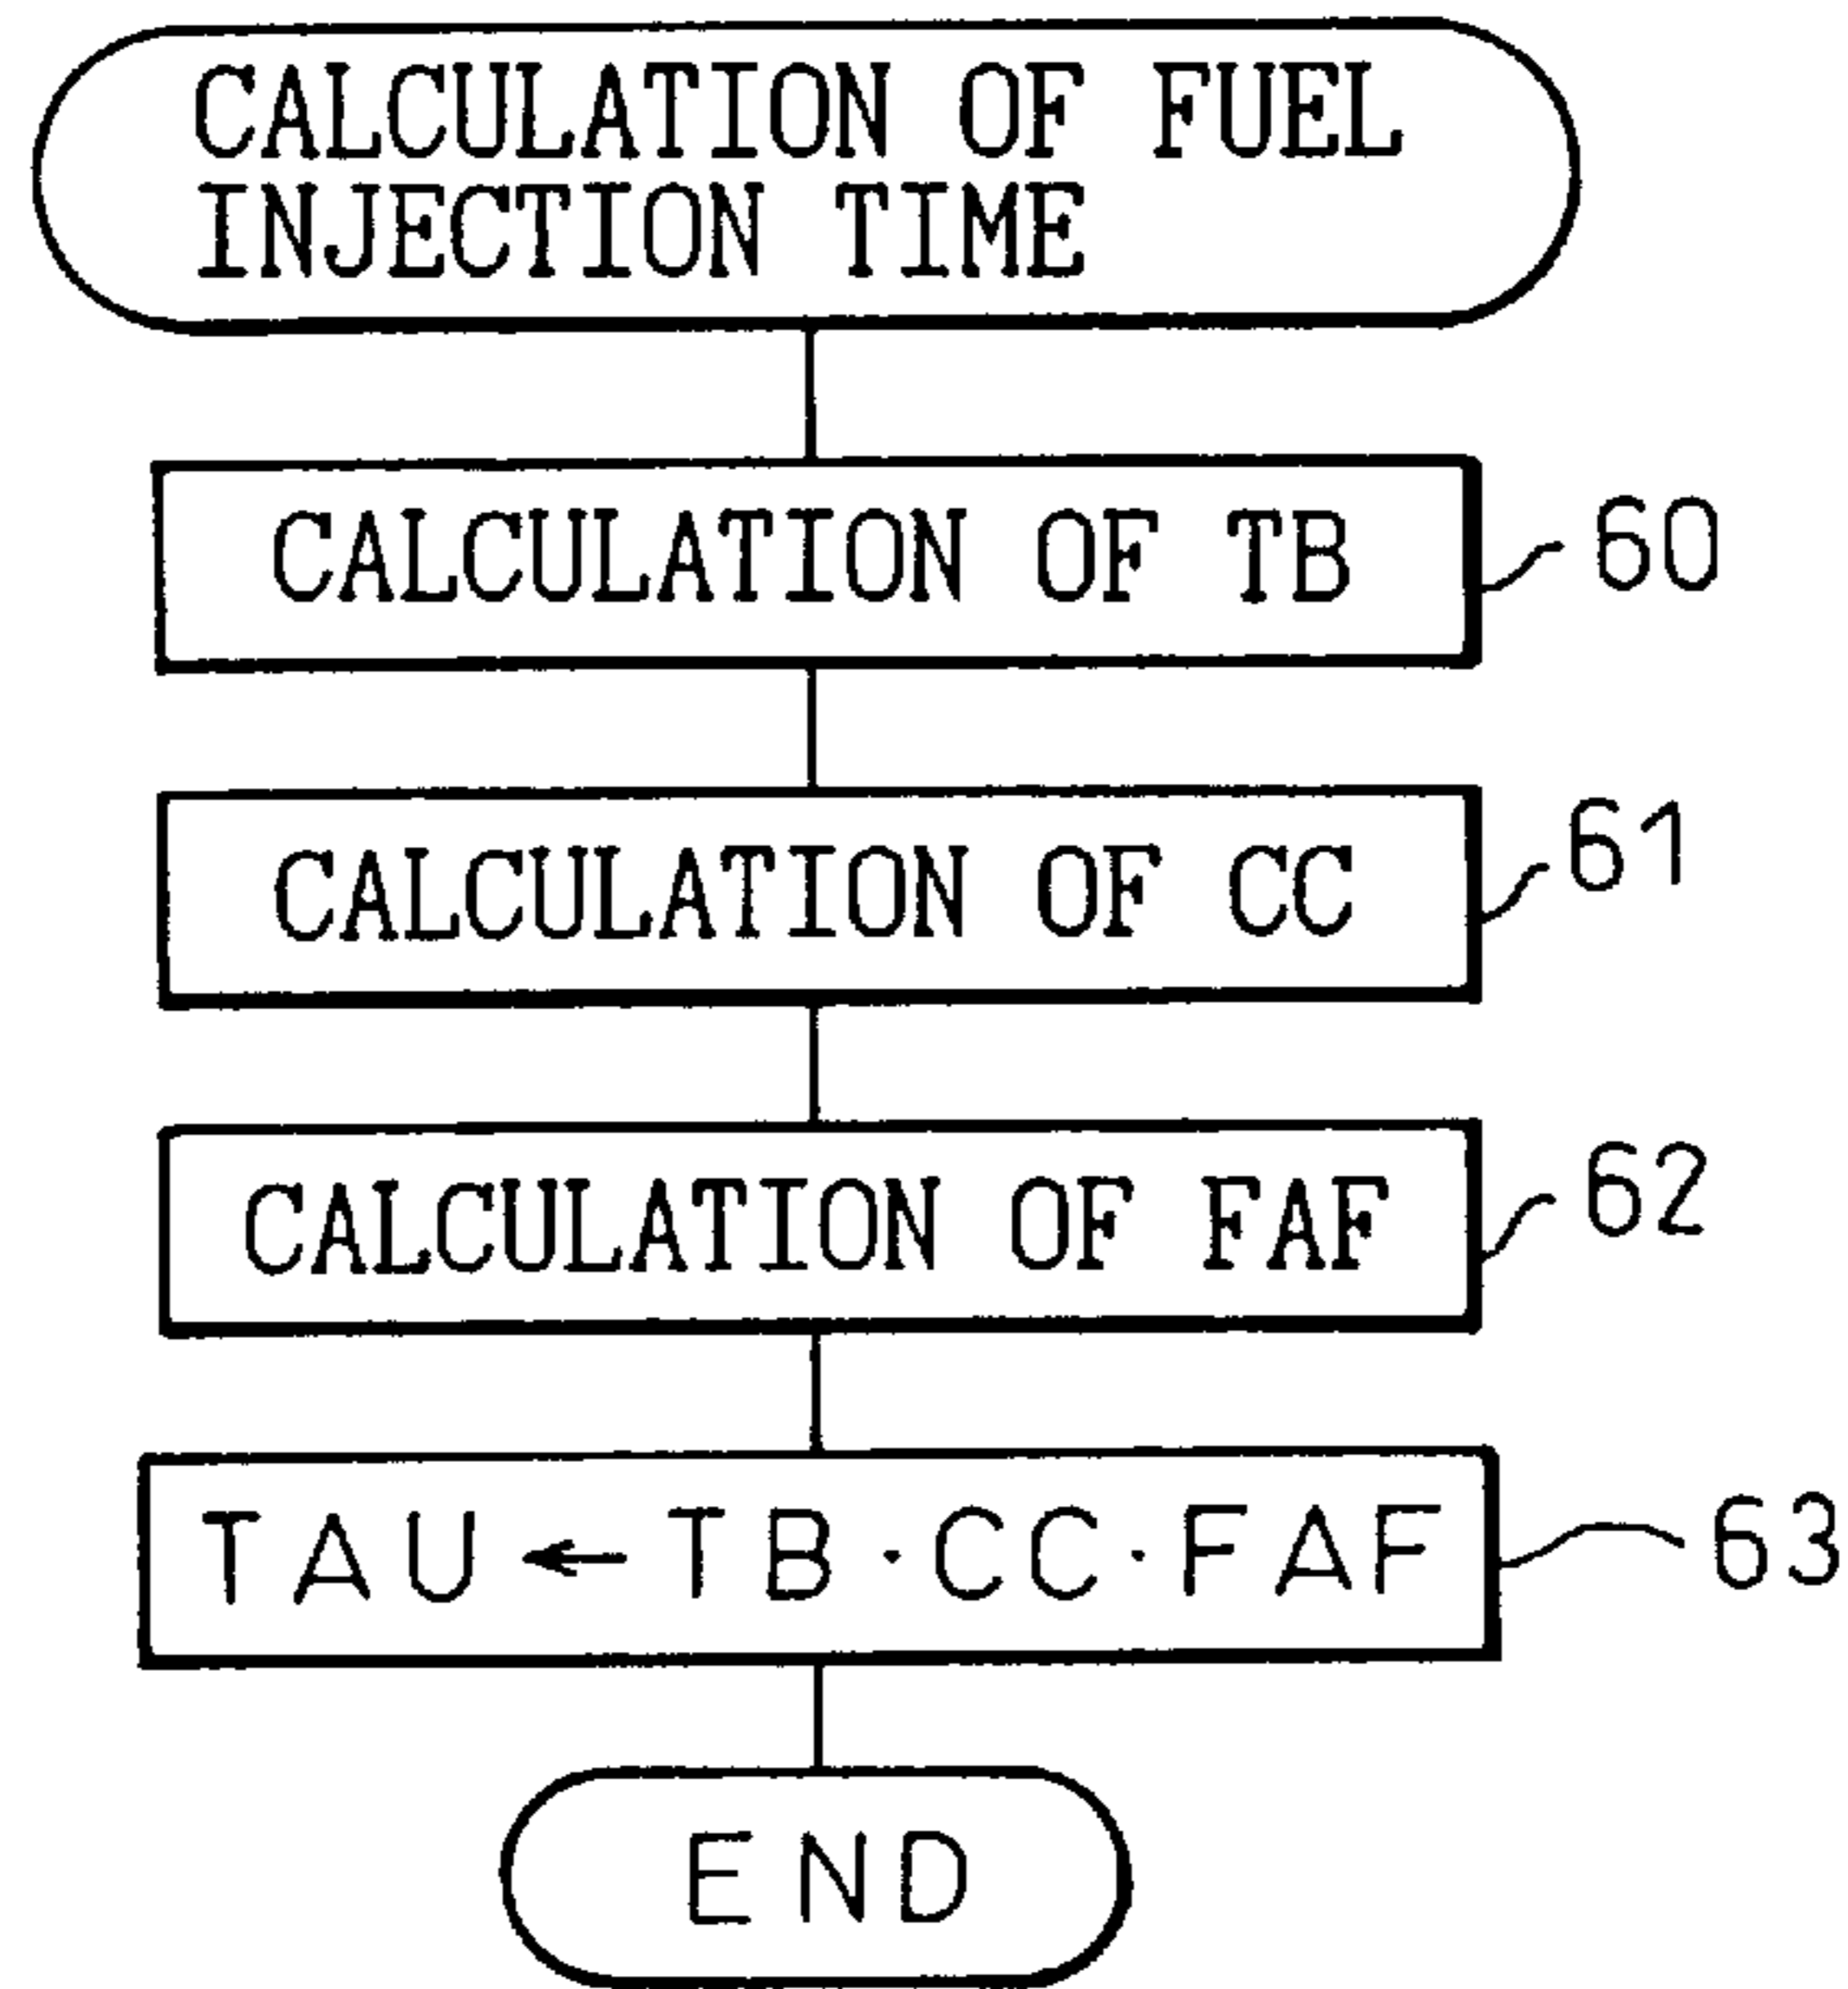 CALCULATION OF FUEL
INJECTION TIME
CALCULATION OF TB
60
CALCULATION OF CC
61
CALCULATION OF FAF
62
TAU ← TB·CC·FAF
63
END